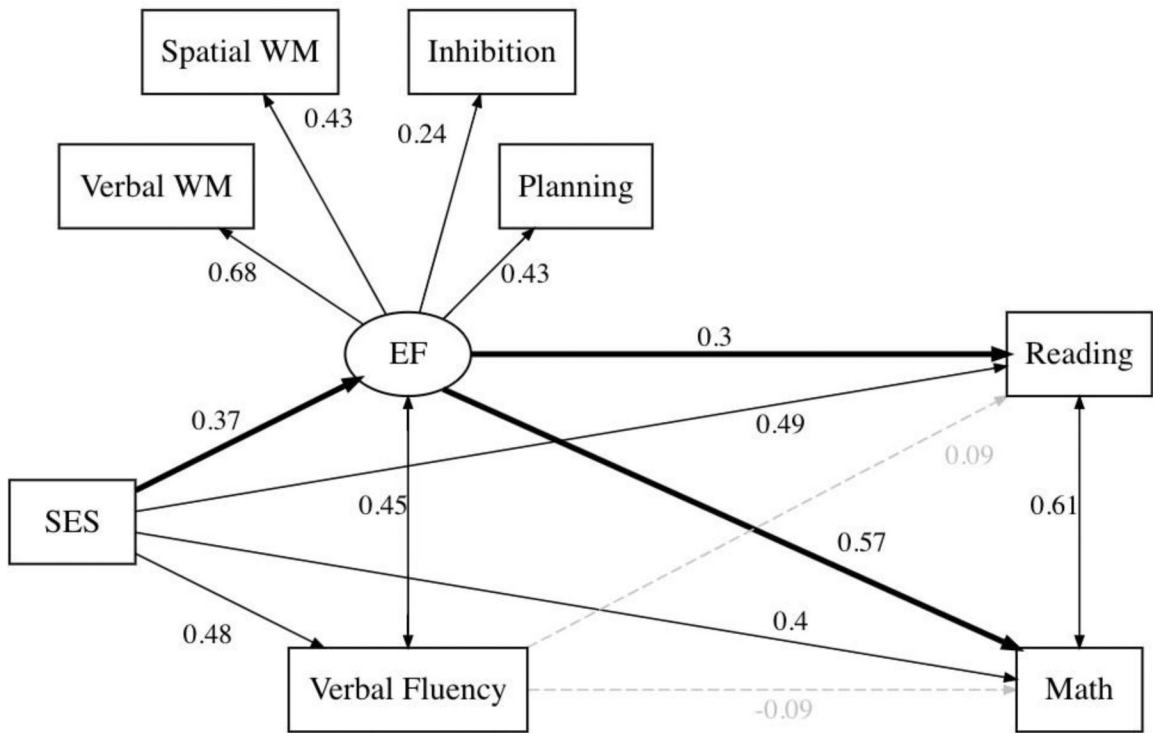 Spatial WM
Inhibition
0.43
0.24
Verbal WM
Planning
0.68
0.43
EF
0.3
Reading
0.37
0.49
0.09
SES
0.45
0.61
0.57
0.48
0.4
Verbal Fluency
-0.09
Math